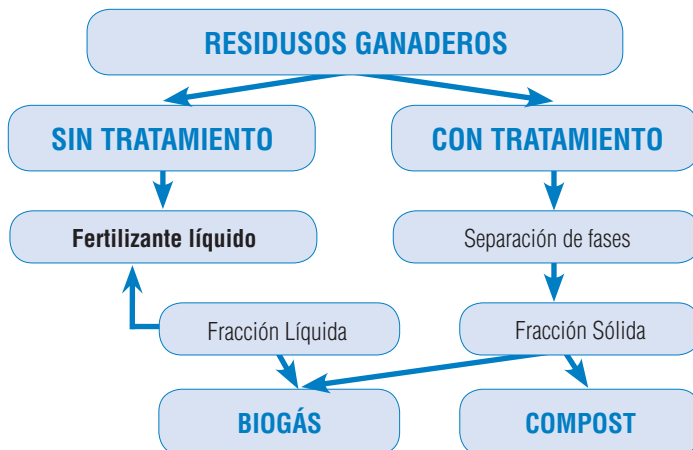 RESIDUSOS GANADEROS
SIN TRATAMIENTO
CON TRATAMIENTO
Fertilizante líquido
Separación de fases
Fracción Líquida
Fracción Sólida
BIOGÁS
COMPOST